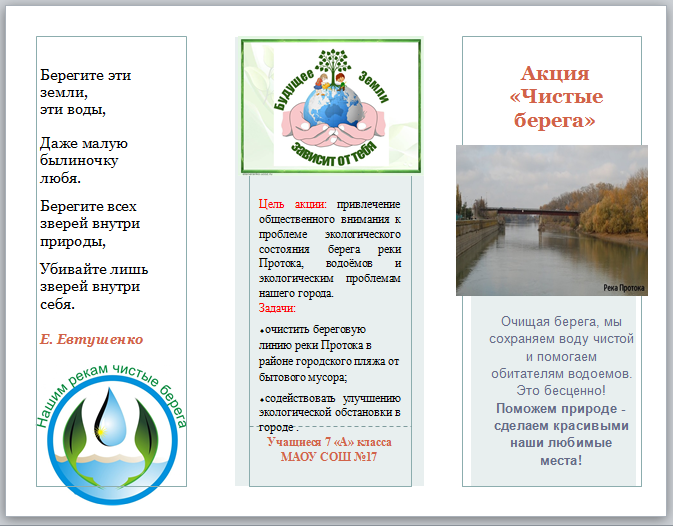 Берегите эти
земли,
эти воды,
Даже малую
былиночку
любя.
Берегите всех
зверей внутри
природы,
Убивайте лишь
зверей внутри
себя.
Е. Евтушенко
Нашим рекам чистые берега
Будущее Земли
зависит от тебя
Цель акции: привлечение
общественного внимания к
проблеме экологического
состояния берега реки
Протока, водоёмов и
экологическим проблемам
нашего города.
Задачи:
•очистить береговую
линию реки Протока в
районе городского пляжа от
бытового мусора;
•содействовать улучшению
экологической обстановки в
городе .
Учащиеся 7 «А» класса
МАОУ СОШ №17
Акция
«Чистые
берега»
Река Протока
Очищая берега, мы
сохраняем воду чистой
и помогаем
обитателям водоемов.
Это бесценно!
Поможем природе -
сделаем красивыми
наши любимые
места!